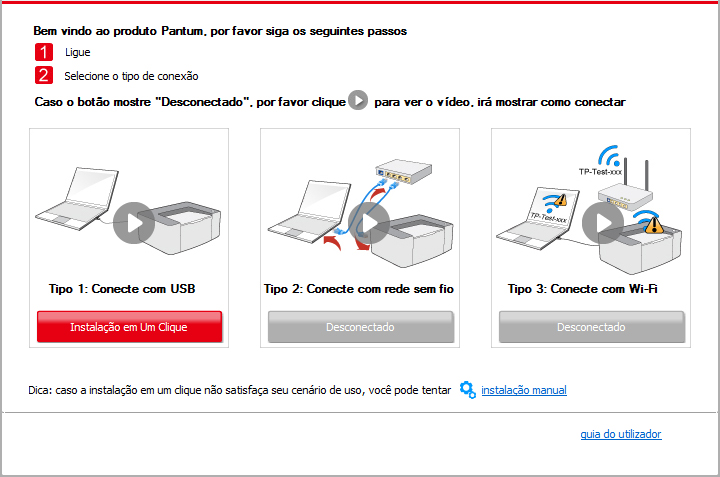 Bem vindo ao produto Pantum, por favor siga os seguintes passos
1 Ligue
2 Selecione o tipo de conexão
Caso o botão mostre "Desconectado", por favor clique para ver o vídeo, irá mostrar como conectar
TP-Test-xxx
TP-Test-xxx
Tipo 1: Conecte com USB
Tipo 2: Conecte com rede sem fio
Tipo 3: Conecte com Wi-Fi
Instalação em Um Clique
Desconectado
Desconectado
Dica: caso a instalação em um clique não satisfaça seu cenário de uso, você pode tentar instalação manual
guia do utilizador